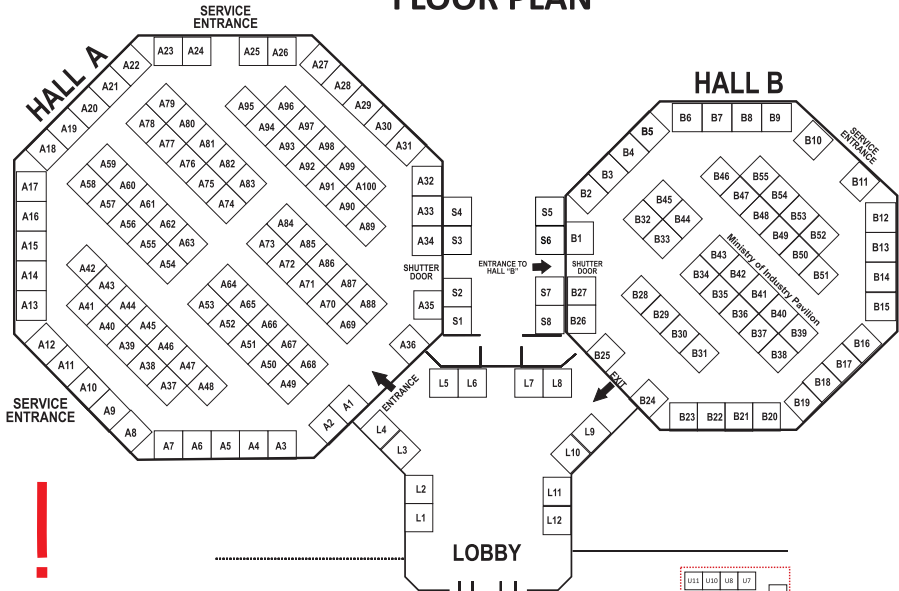 FLOOR PLAN
SERVICE
ENTRANCE
HALL A
HALL B
A23 A24 A25 A26
A22 A27
A21 A28
A20 A29
A19 A30
A18 A31
A17 A32
A16 A33
A15 A34
A14
A13 A35
SHUTTER
DOOR
A12 A36
A11
A10
A9
A8
A7 A6 A5 A4 A3
A2 A1
SERVICE
ENTRANCE
ENTRANCE
A79
A78 A80
A77 A81
A76 A82
A75 A83
A74
A95 A96
A94 A97
A93 A98
A92 A99
A91 A100
A90
A89
A59
A58 A60
A57 A61
A56 A62
A55 A63
A54
A84
A73 A85
A72 A86
A71 A87
A70 A88
A69
A42
A43
A41 A44
A40 A45
A39 A46
A38 A47
A37 A48
A64
A53 A65
A52 A66
A51 A67
A50 A68
A49
S4
S3
S2
S1
S5
S6
S7
S8
ENTRANCE TO
HALL "B"
SHUTTER
DOOR
B1
B27
B26
B2
B3
B4
B5
B6 B7 B8 B9
B10
SERVICE
ENTRANCE
B11
B12
B13
B14
B15
B16
B17
B18
B19
B23 B22 B21 B20
B24
B25
EXIT
B46 B55
B47 B54
B48 B53
B49 B52
B50
B51
B45
B32 B44
B33
Ministry of Industry Pavilion
B43
B34 B42
B35 B41
B36 B40
B37 B39
B38
B28
B29
B30
B31
L5 L6 L7 L8
L4
L3
L2
L1
L9
L10
L11
L12
LOBBY
!
U11 U10 U8 U7